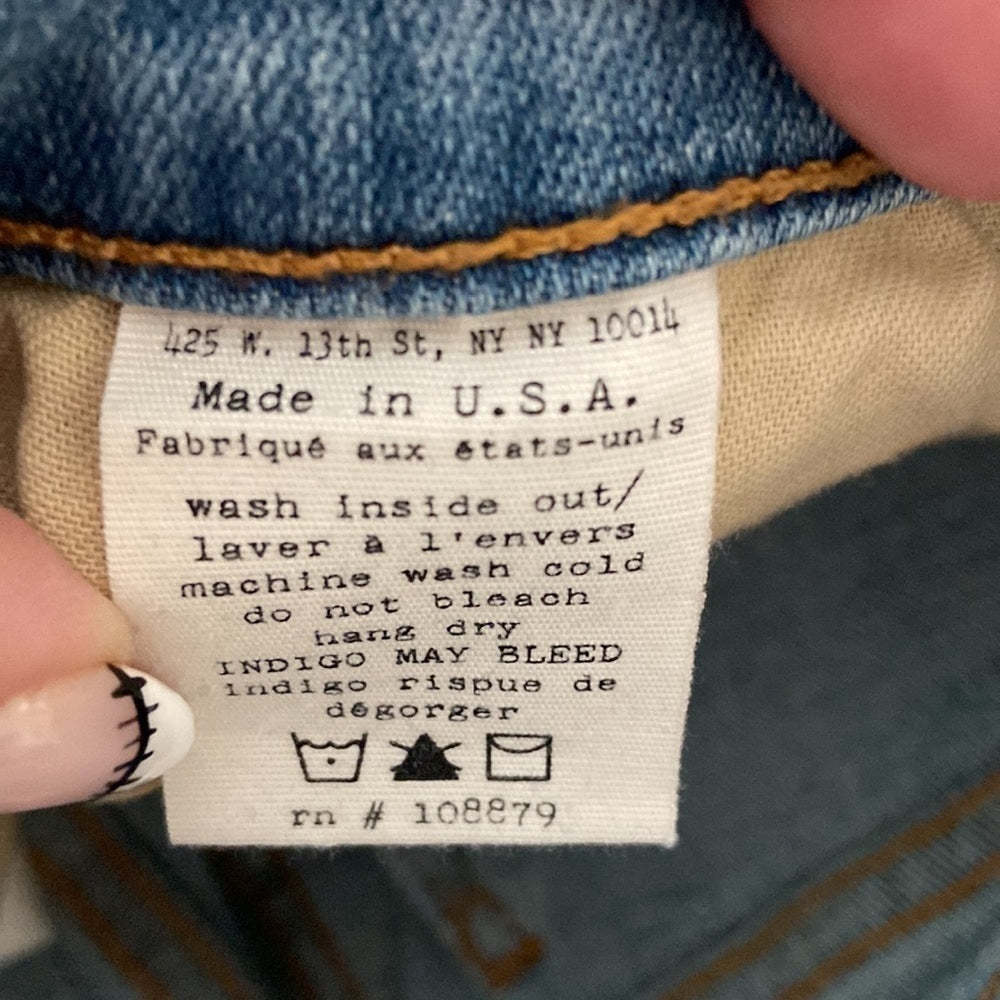 425 W. 13th St, NY NY 10014
Made in U.S.A.
Fabriqué aux états-unis
wash inside out/
laver à l'envers
machine wash cold
do not bleach
hang dry
INDIGO MAY BLEED
indigo rispue de
dégorger
rn # 108879